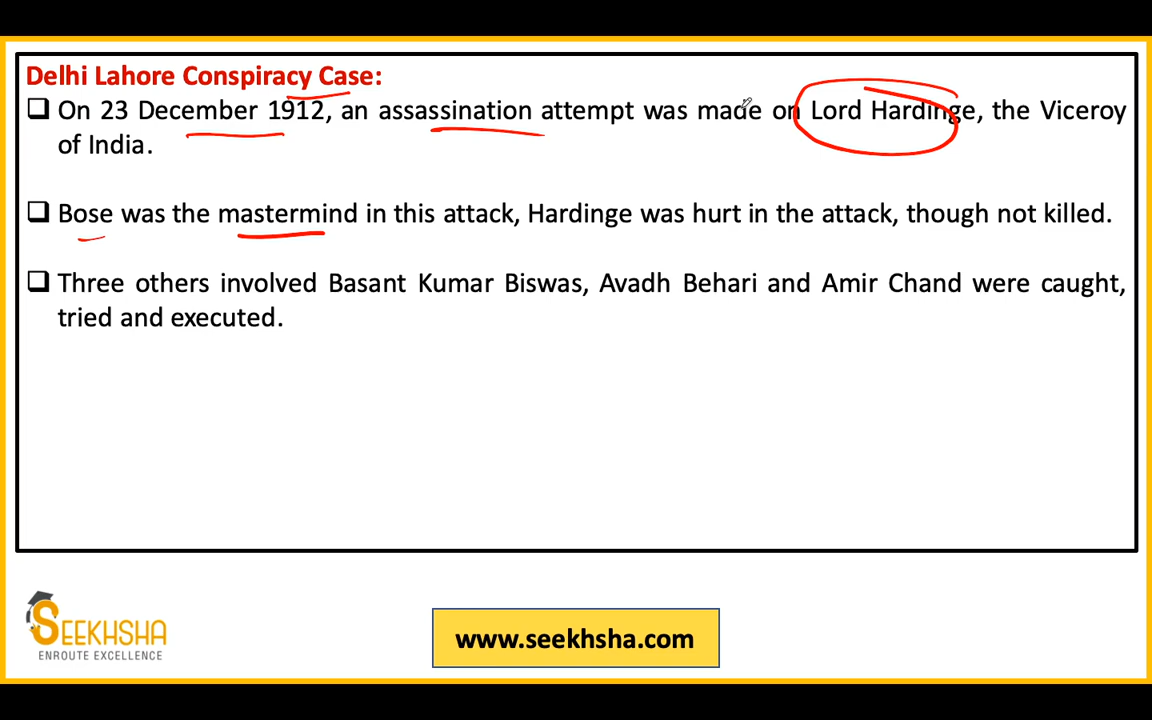 Delhi Lahore Conspiracy Case:
On 23 December 1912, an assassination attempt was made on Lord Hardinge, the Viceroy
of India.
Bose was the mastermind in this attack, Hardinge was hurt in the attack, though not killed.
Three others involved Basant Kumar Biswas, Avadh Behari and Amir Chand were caught,
tried and executed.
SEEKHSHA
ENROUTE EXCELLENCE
www.seekhsha.com